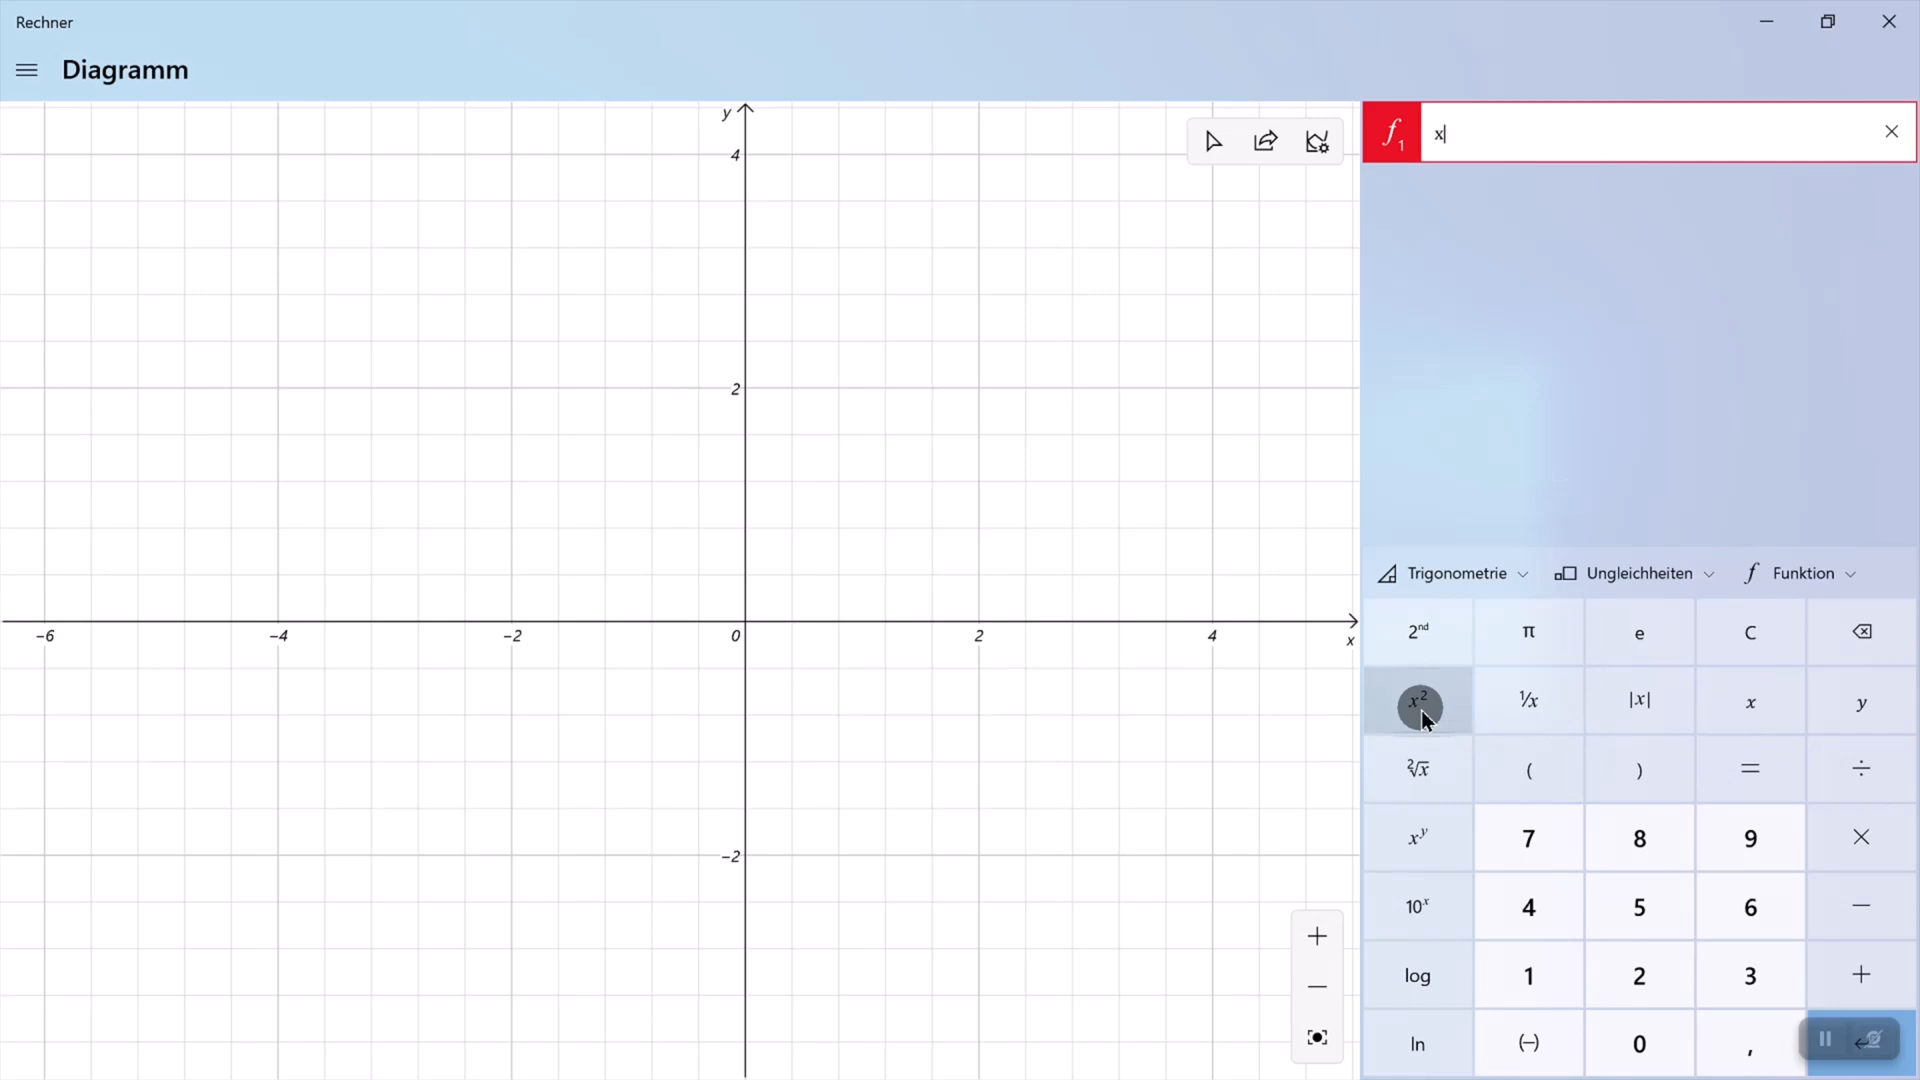 Rechner
Diagramm
y
4
2
-6 -4 -2 0 2 4
x
-2
f1 x
Trigonometrie Ungleichheiten f Funktion
2nd π e C
x2 1/x |x| x y
2√x ( ) = ÷
xy 7 8 9 ×
10x 4 5 6 −
log 1 2 3 +
ln (−) 0 ,